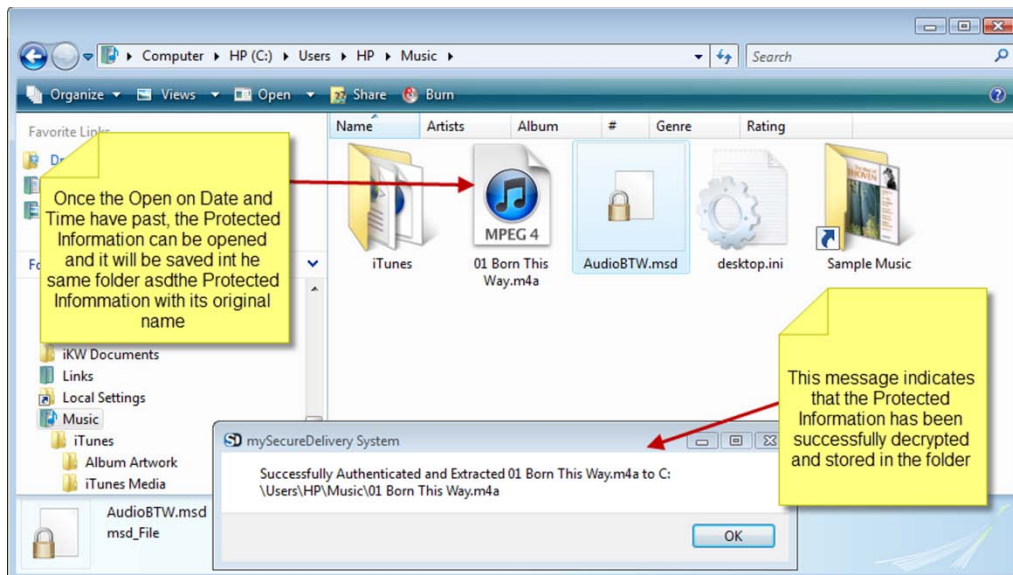 Computer ▸ HP (C:) ▸ Users ▸ HP ▸ Music ▸
Search
Organize Views Open Share Burn
Favorite Links
Name Artists Album # Genre Rating
Once the Open on Date and
Time have past, the Protected
Information can be opened
and it will be saved int he
same folder asdthe Protected
Infommation with its original
name
MPEG 4
iTunes
01 Born This
Way.m4a
AudioBTW.msd
desktop.ini
Sample Music
iKW Documents
Links
Local Settings
Music
iTunes
Album Artwork
iTunes Media
This message indicates
that the Protected
Information has been
successfully decrypted
and stored in the folder
mySecureDelivery System
Successfully Authenticated and Extracted 01 Born This Way.m4a to C:
\Users\HP\Music\01 Born This Way.m4a
OK
AudioBTW.msd
msd_File